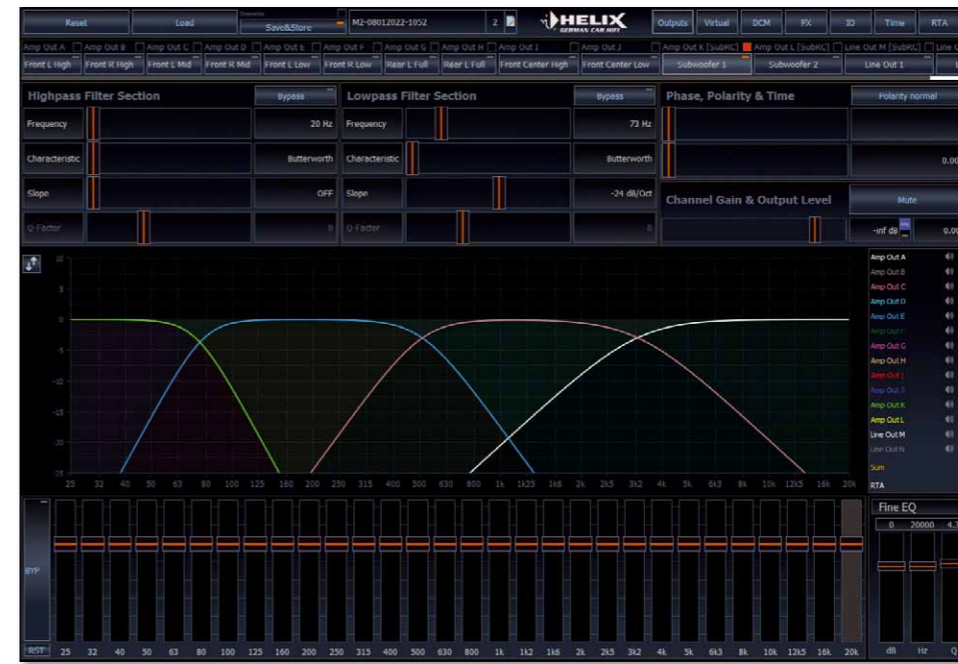 Reset Load Overwrite Save&Store M2-08012022-1052 2 HELIX Outputs Virtual DCM FX IO Time RTA
GERMAN CAR HIFI
Amp Out A Amp Out B Amp Out C Amp Out D Amp Out E Amp Out F Amp Out G Amp Out H Amp Out I Amp Out J Amp Out K [SubRC] Amp Out L [SubRC] Line Out M [SubRC] Line O
Front L High Front R High Front L Mid Front R Mid Front L Low Front R Low Rear L Full Rear L Full Front Center High Front Center Low Subwoofer 1 Subwoofer 2 Line Out 1
Highpass Filter Section Bypass Lowpass Filter Section Bypass Phase, Polarity & Time Polarity normal
Frequency 20 Hz Frequency 73 Hz
Characteristic Butterworth Characteristic Butterworth 0.00
Slope OFF Slope -24 dB/Oct Channel Gain & Output Level Mute
Q-Factor 0 Q-Factor 0 -inf dB 0.00
10
5
0
-5
-10
-15
-20
-25
25 32 40 50 63 80 100 125 160 200 250 315 400 500 630 800 1k 1k25 1k6 2k 2k5 3k2 4k 5k 6k3 8k 10k 12k5 16k 20k
Amp Out A
Amp Out B
Amp Out C
Amp Out D
Amp Out E
Amp Out F
Amp Out G
Amp Out H
Amp Out I
Amp Out J
Amp Out K
Amp Out L
Line Out M
Line Out N
Sum
RTA
BYP
RST 25 32 40 50 63 80 100 125 160 200 250 315 400 500 630 800 1k 1k2 1k6 2k 2k5 3k2 4k 5k 6k3 8k 10k 12k 16k 20k
Fine EQ
0 20000 4.3
dB Hz Q